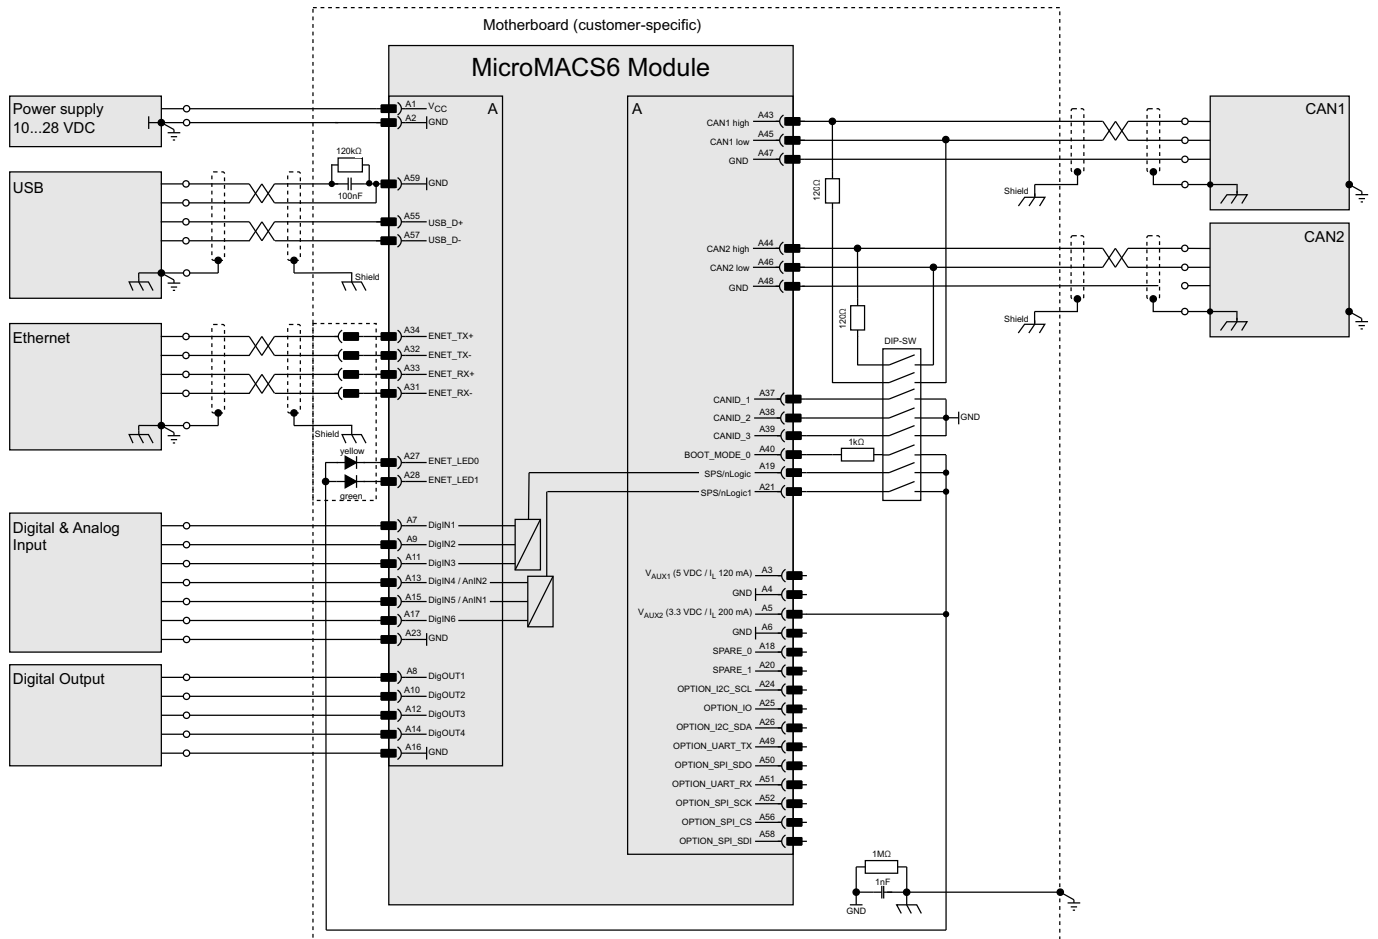 Motherboard (customer-specific)
MicroMACS6 Module
Power supply
10...28 VDC
A1 VCC
A2 GND
A
USB
120kΩ
100nF
A59 GND
A55 USB_D+
A57 USB_D-
Shield
Ethernet
A34 ENET_TX+
A32 ENET_TX-
A33 ENET_RX+
A31 ENET_RX-
Shield
yellow
A27 ENET_LED0
A28 ENET_LED1
green
Digital & Analog
Input
A7 DigIN1
A9 DigIN2
A11 DigIN3
A13 DigIN4 / AnIN2
A15 DigIN5 / AnIN1
A17 DigIN6
A23 GND
Digital Output
A8 DigOUT1
A10 DigOUT2
A12 DigOUT3
A14 DigOUT4
A16 GND
A
CAN1 high A43
CAN1 low A45
GND A47
120Ω
Shield
CAN1
CAN2 high A44
CAN2 low A46
GND A48
120Ω
Shield
CAN2
DIP-SW
CANID_1 A37
CANID_2 A38
GND
CANID_3 A39
BOOT_MODE_0 A40
1kΩ
SPS/nLogic A19
SPS/nLogic1 A21
VAUX1 (5 VDC / IL 120 mA) A3
GND A4
VAUX2 (3.3 VDC / IL 200 mA) A5
GND A6
SPARE_0 A18
SPARE_1 A20
OPTION_I2C_SCL A24
OPTION_IO A25
OPTION_I2C_SDA A26
OPTION_UART_TX A49
OPTION_SPI_SDO A50
OPTION_UART_RX A51
OPTION_SPI_SCK A52
OPTION_SPI_CS A56
OPTION_SPI_SDI A58
1MΩ
1nF
GND